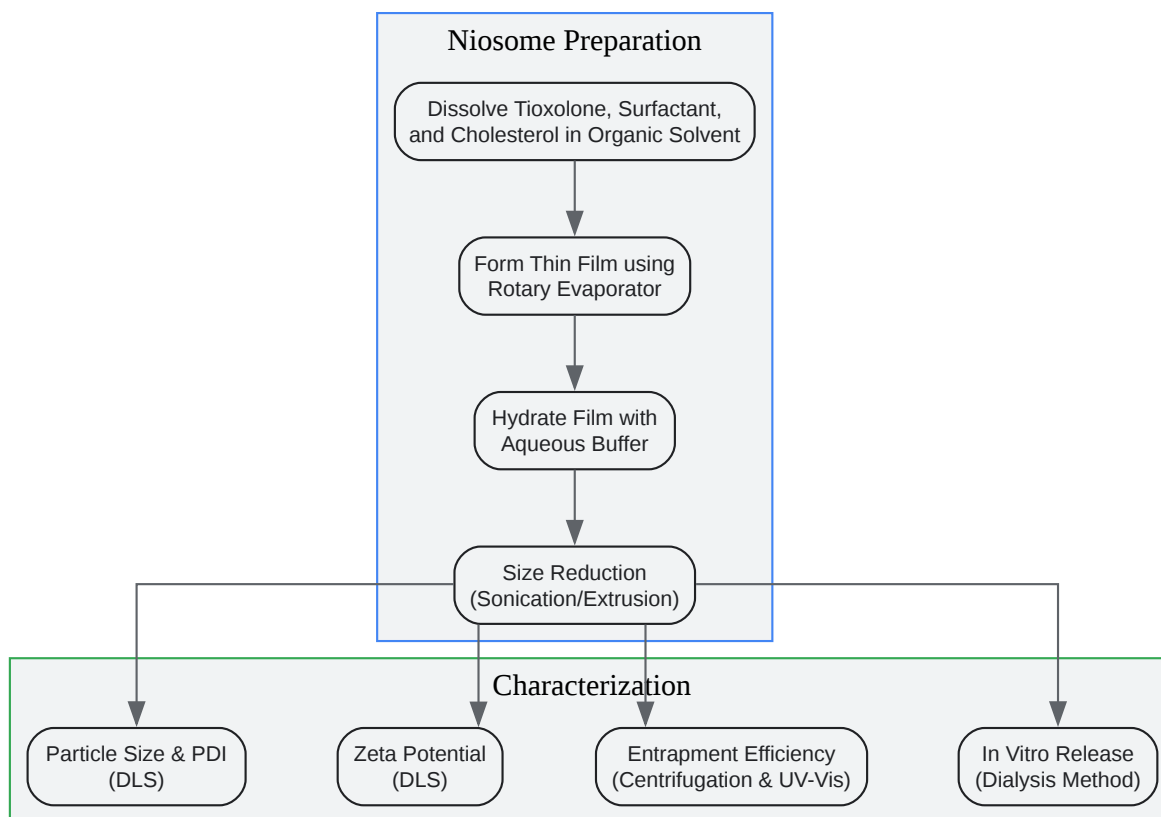 Niosome Preparation
Dissolve Tioxolone, Surfactant,
and Cholesterol in Organic Solvent
Form Thin Film using
Rotary Evaporator
Hydrate Film with
Aqueous Buffer
Size Reduction
(Sonication/Extrusion)
Characterization
Particle Size & PDI
(DLS)
Zeta Potential
(DLS)
Entrapment Efficiency
(Centrifugation & UV-Vis)
In Vitro Release
(Dialysis Method)